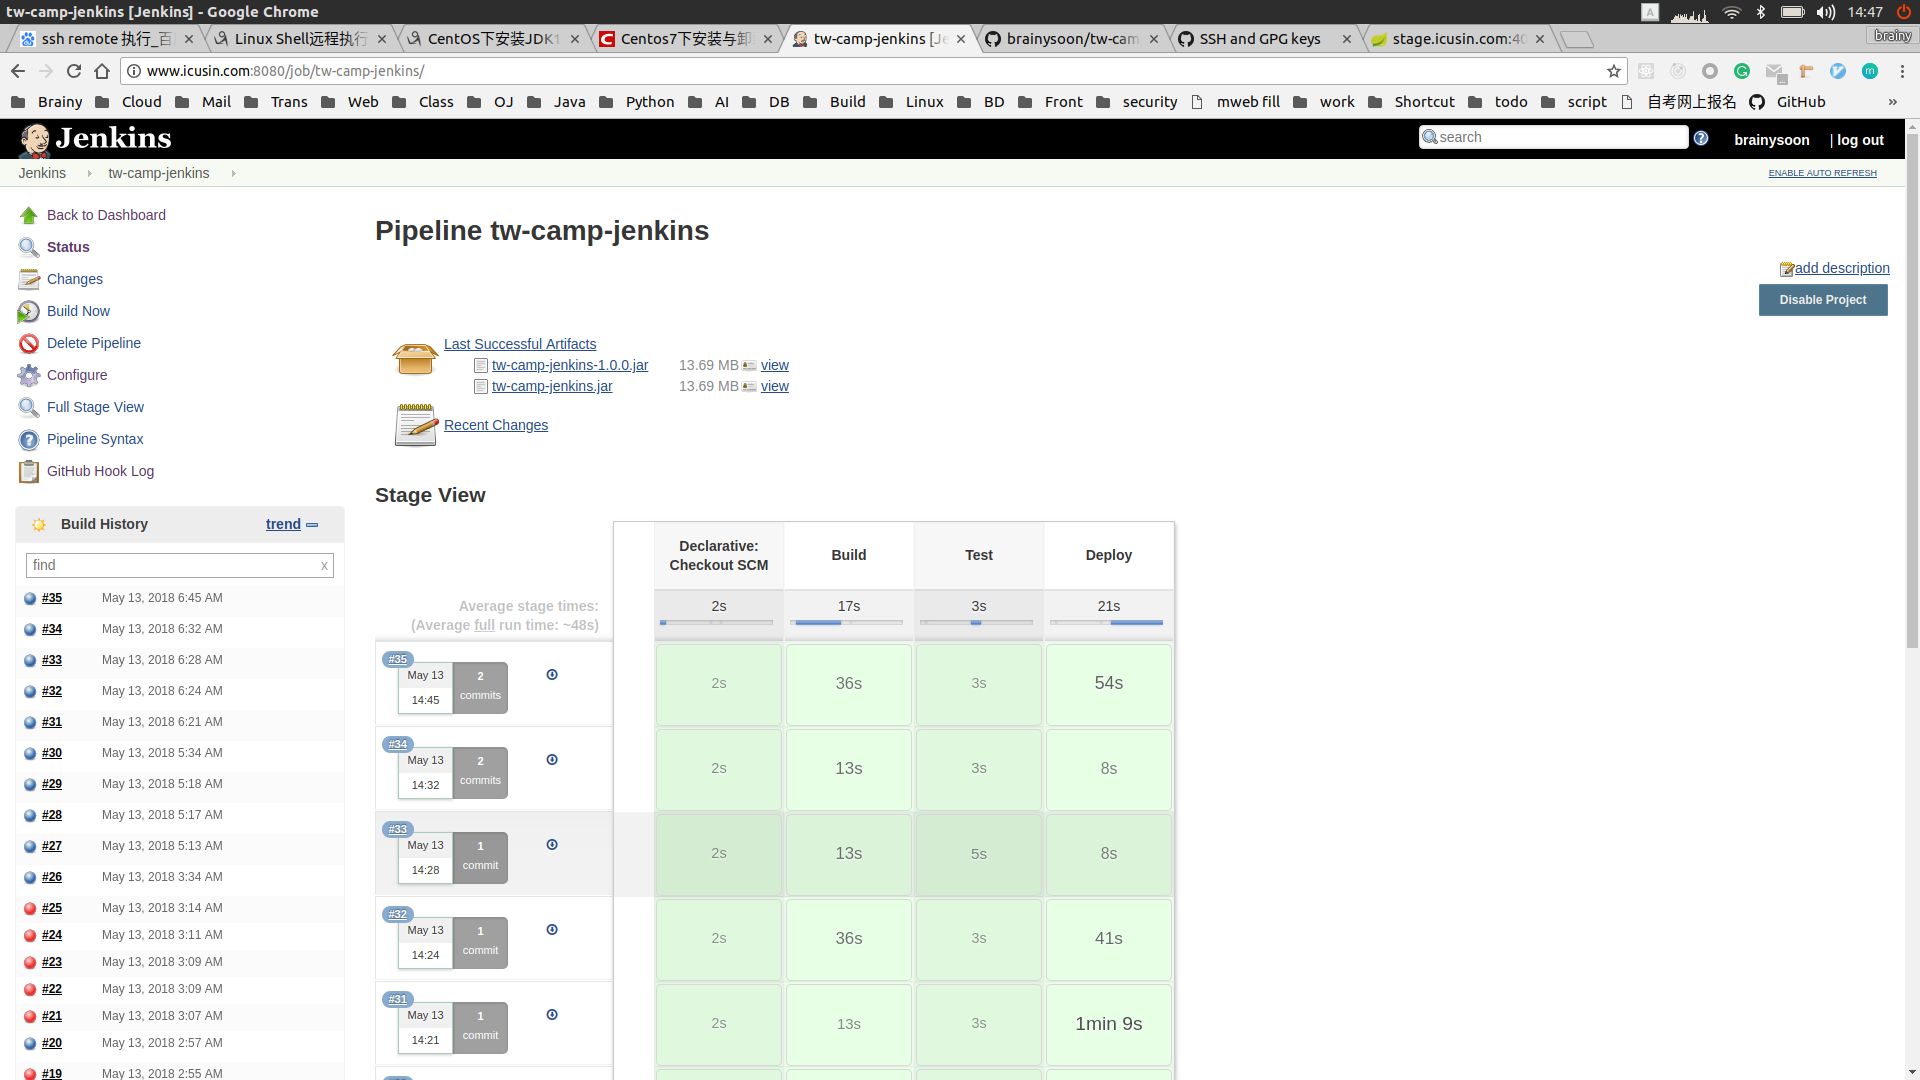 tw-camp-jenkins [Jenkins] - Google Chrome
A
14:47
ssh remote 执行_百
Linux Shell远程执行
CentOS下安装JDK1
Centos7下安装与卸
tw-camp-jenkins [Je
brainysoon/tw-cam
SSH and GPG keys
stage.icusin.com:40
brainy
www.icusin.com:8080/job/tw-camp-jenkins/
Brainy Cloud Mail Trans Web Class OJ Java Python AI DB Build Linux BD Front security mweb fill work Shortcut todo script 自考网上报名 GitHub »
Jenkins
search
brainysoon | log out
Jenkins tw-camp-jenkins
ENABLE AUTO REFRESH
Back to Dashboard
Status
Changes
Build Now
Delete Pipeline
Configure
Full Stage View
Pipeline Syntax
GitHub Hook Log
Build History trend
find x
#35 May 13, 2018 6:45 AM
#34 May 13, 2018 6:32 AM
#33 May 13, 2018 6:28 AM
#32 May 13, 2018 6:24 AM
#31 May 13, 2018 6:21 AM
#30 May 13, 2018 5:34 AM
#29 May 13, 2018 5:18 AM
#28 May 13, 2018 5:17 AM
#27 May 13, 2018 5:13 AM
#26 May 13, 2018 3:34 AM
#25 May 13, 2018 3:14 AM
#24 May 13, 2018 3:11 AM
#23 May 13, 2018 3:09 AM
#22 May 13, 2018 3:09 AM
#21 May 13, 2018 3:07 AM
#20 May 13, 2018 2:57 AM
#19 May 13, 2018 2:55 AM
Pipeline tw-camp-jenkins
add description
Disable Project
Last Successful Artifacts
tw-camp-jenkins-1.0.0.jar 13.69 MB view
tw-camp-jenkins.jar 13.69 MB view
Recent Changes
Stage View
Declarative: Checkout SCM
Build
Test
Deploy
Average stage times:
(Average full run time: ~48s)
2s 17s 3s 21s
#35
May 13
14:45
2
commits
2s 36s 3s 54s
#34
May 13
14:32
2
commits
2s 13s 3s 8s
#33
May 13
14:28
1
commit
2s 13s 5s 8s
#32
May 13
14:24
1
commit
2s 36s 3s 41s
#31
May 13
14:21
1
commit
2s 13s 3s 1min 9s